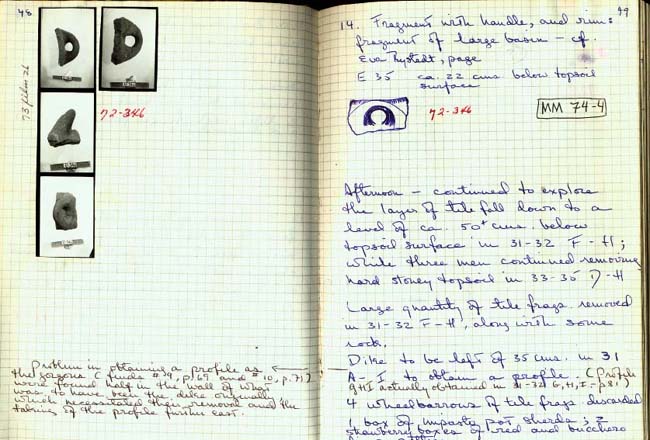 48
73 film 26
72-346
Problem in obtaining a profile as
the gorgons (finds #9, p. 69 and #10, p. 71)
were found half in the wall of what
was to have been the dike originally
which necessitated their removal and the
taking of the profile further east.
49
14. Fragment with handle, and rim:
fragment of large basin – cf.
Eva Rystedt, page
E 35 ca. 22 cms below topsoil
surface
72-346
MM 74-4
Afternoon – continued to explore
the layer of tile fall down to a
level of ca. 50+ cms. below
topsoil surface in 31-32 F-H;
while three men continued removing
hard stoney topsoil in 33-35 D-H
Large quantity of tile frags. removed
in 31-32 F-H, along with some
rock.
Dike to be left of 35 cms. in 31
A-I to obtain a profile. (Profile
actually obtained in 31-32 G, H, I - p. 81)
4 wheelbarrows of tile frags discarded
1 box of impasto pot sherds; 2
strawberry boxes of red and bucchero